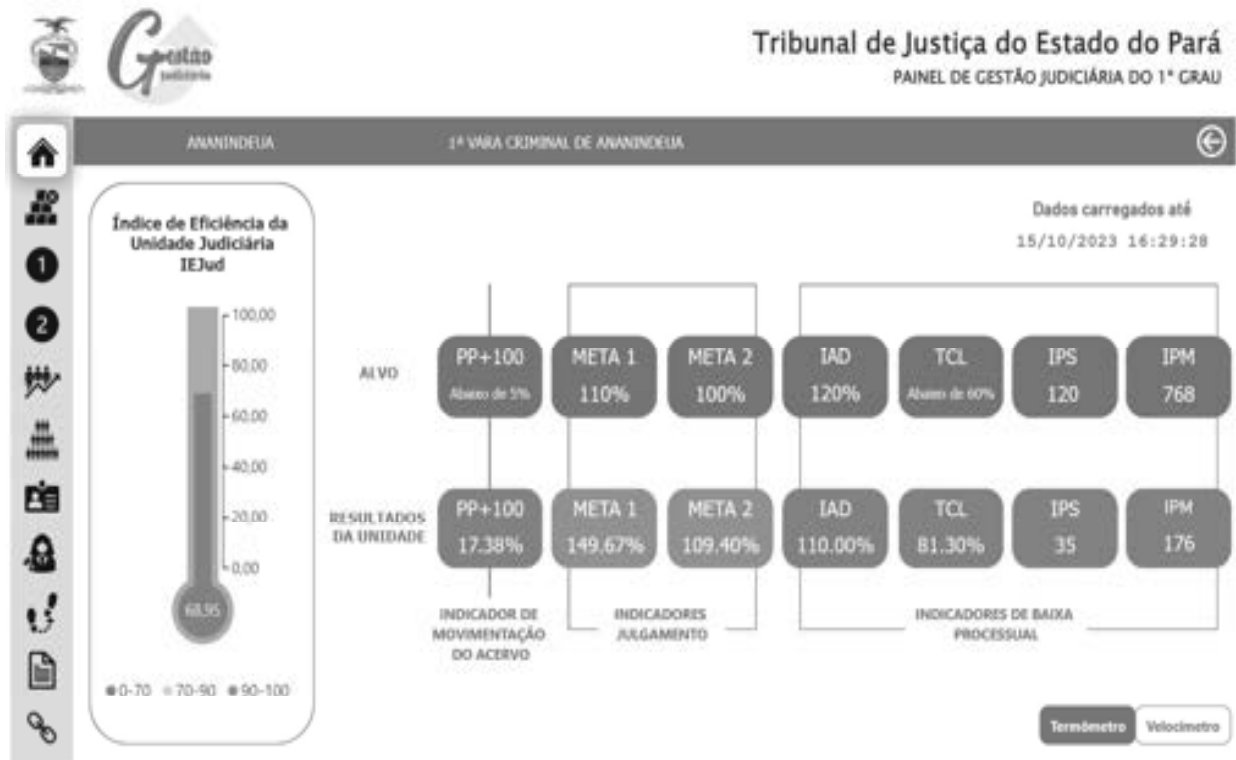 Gestão
Judiciária
Tribunal de Justiça do Estado do Pará
PAINEL DE GESTÃO JUDICIÁRIA DO 1º GRAU
ANANINDEUA
1ª VARA CRIMINAL DE ANANINDEUA
Índice de Eficiência da
Unidade Judiciária
IEJud
100,00
80,00
60,00
40,00
20,00
0,00
68.95
0-70 70-90 90-100
Dados carregados até
15/10/2023 16:29:28
ALVO
PP+100
Abaixo de 5%
META 1
110%
META 2
100%
IAD
120%
TCL
Abaixo de 60%
IPS
120
IPM
768
RESULTADOS
DA UNIDADE
PP+100
17.38%
META 1
149.67%
META 2
109.40%
IAD
110.00%
TCL
81.30%
IPS
35
IPM
176
INDICADOR DE
MOVIMENTAÇÃO
DO ACERVO
INDICADORES
JULGAMENTO
INDICADORES DE BAIXA
PROCESSUAL
1
2
Termômetro
Velocímetro